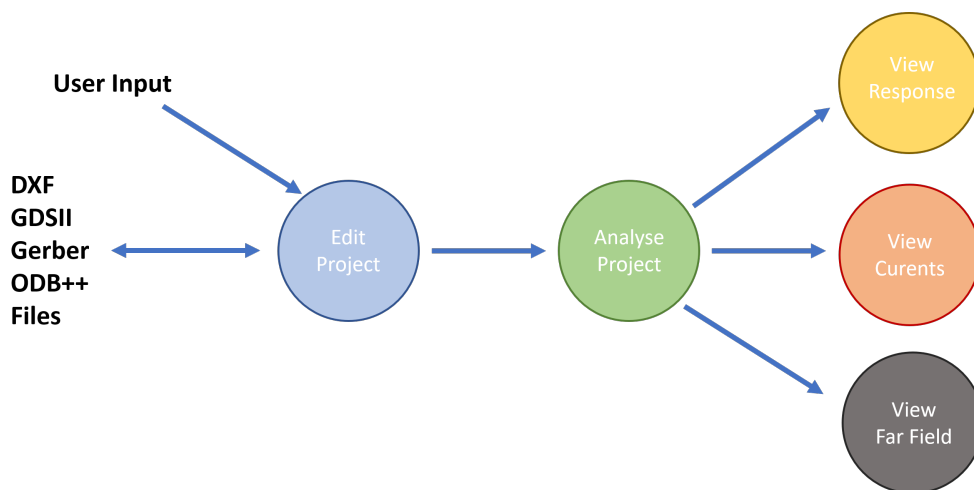 User Input
DXF
GDSII
Gerber
ODB++
Files
Edit
Project
Analyse
Project
View
Response
View
Curents
View
Far Field